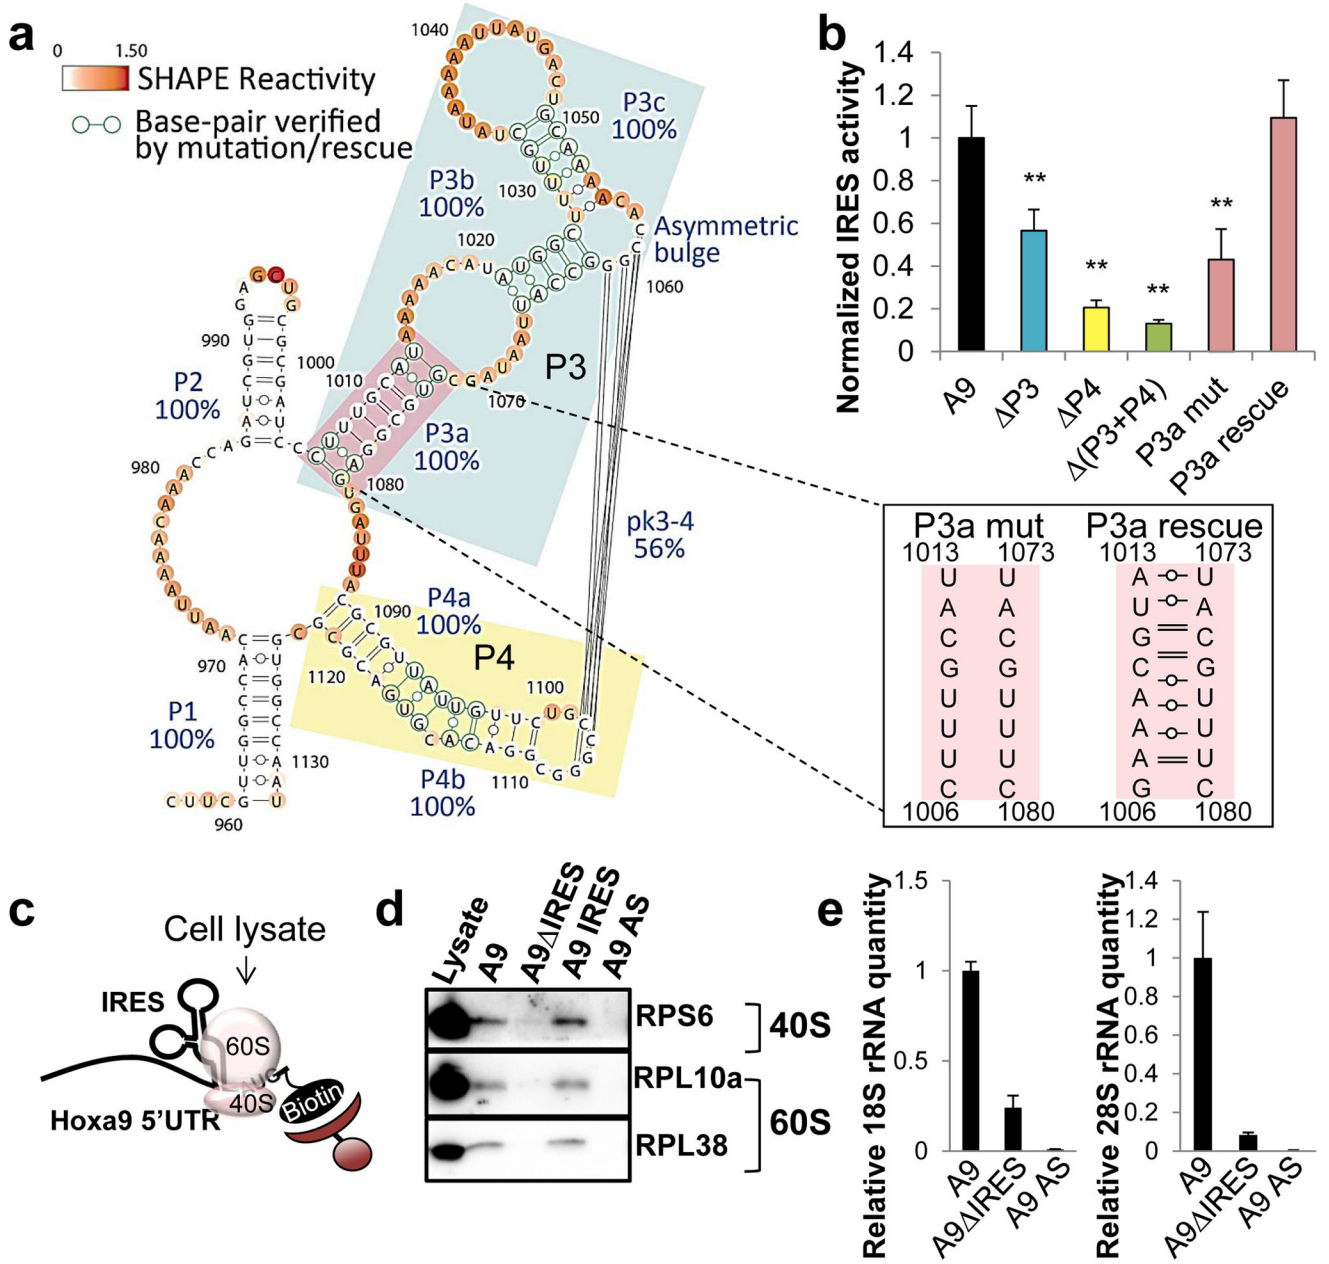 a
0 1.50
SHAPE Reactivity
Base-pair verified
by mutation/rescue
1040
1050
P3c
100%
P3b
100%
1030
1020
Asymmetric
bulge
1060
990
1000
1010
P3
1070
P2
100%
P3a
100%
980
1080
pk3-4
56%
P4a
100%
1090
P4
970
1120
1100
P1
100%
1130
P4b
100%
1110
960
CUUCG
b
Normalized IRES activity
1.4
1.2
1
0.8
0.6
0.4
0.2
0
**
**
**
**
A9
ΔP3
ΔP4
Δ(P3+P4)
P3a mut
P3a rescue
P3a mut P3a rescue
1013 1073 1013 1073
U U A U
A A U A
C C G C
G G C G
U U A U
U U A U
U U A U
C C G C
1006 1080 1136 1080
c
Cell lysate
IRES
60S
AUG
40S
Biotin
Hoxa9 5'UTR
d
Lysate
A9
A9ΔIRES
A9 IRES
A9 AS
RPS6
40S
RPL10a
60S
RPL38
e
Relative 18S rRNA quantity
1.5
1
0.5
0
A9
A9ΔIRES
A9 AS
Relative 28S rRNA quantity
1.4
1.2
1
0.8
0.6
0.4
0.2
0
A9
A9ΔIRES
A9 AS